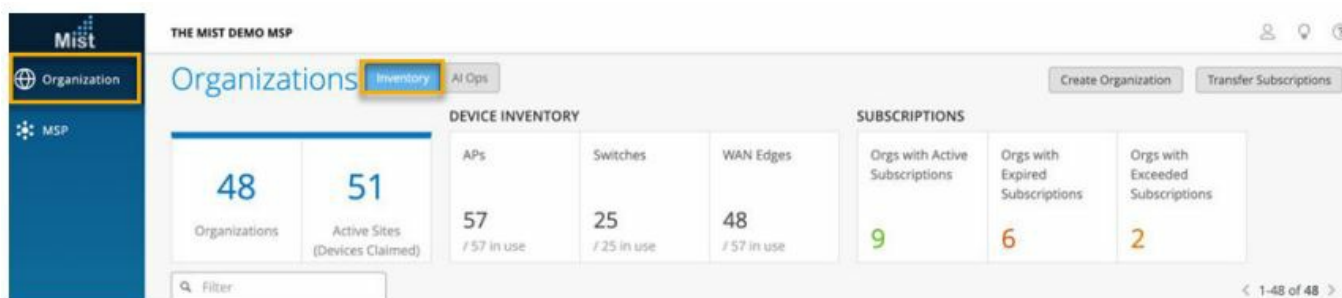 Mist
THE MIST DEMO MSP
Organization
MSP
Organizations
Inventory
AI Ops
Create Organization
Transfer Subscriptions
48
Organizations
51
Active Sites
(Devices Claimed)
DEVICE INVENTORY
APs
57
/ 57 in use
Switches
25
/ 25 in use
WAN Edges
48
/ 57 in use
SUBSCRIPTIONS
Orgs with Active
Subscriptions
9
Orgs with
Expired
Subscriptions
6
Orgs with
Exceeded
Subscriptions
2
Filter
< 1-48 of 48 >